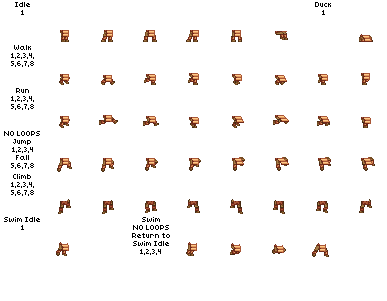 Idle
1
Duck
1
Walk
1,2,3,4,
5,6,7,8
Run
1,2,3,4,
5,6,7,8
NO LOOPS
Jump
1,2,3,4
Fall
5,6,7,8
Climb
1,2,3,4,
5,6,7,8
Swim Idle
1
Swim
NO LOOPS
Return to
Swim Idle
1,2,3,4